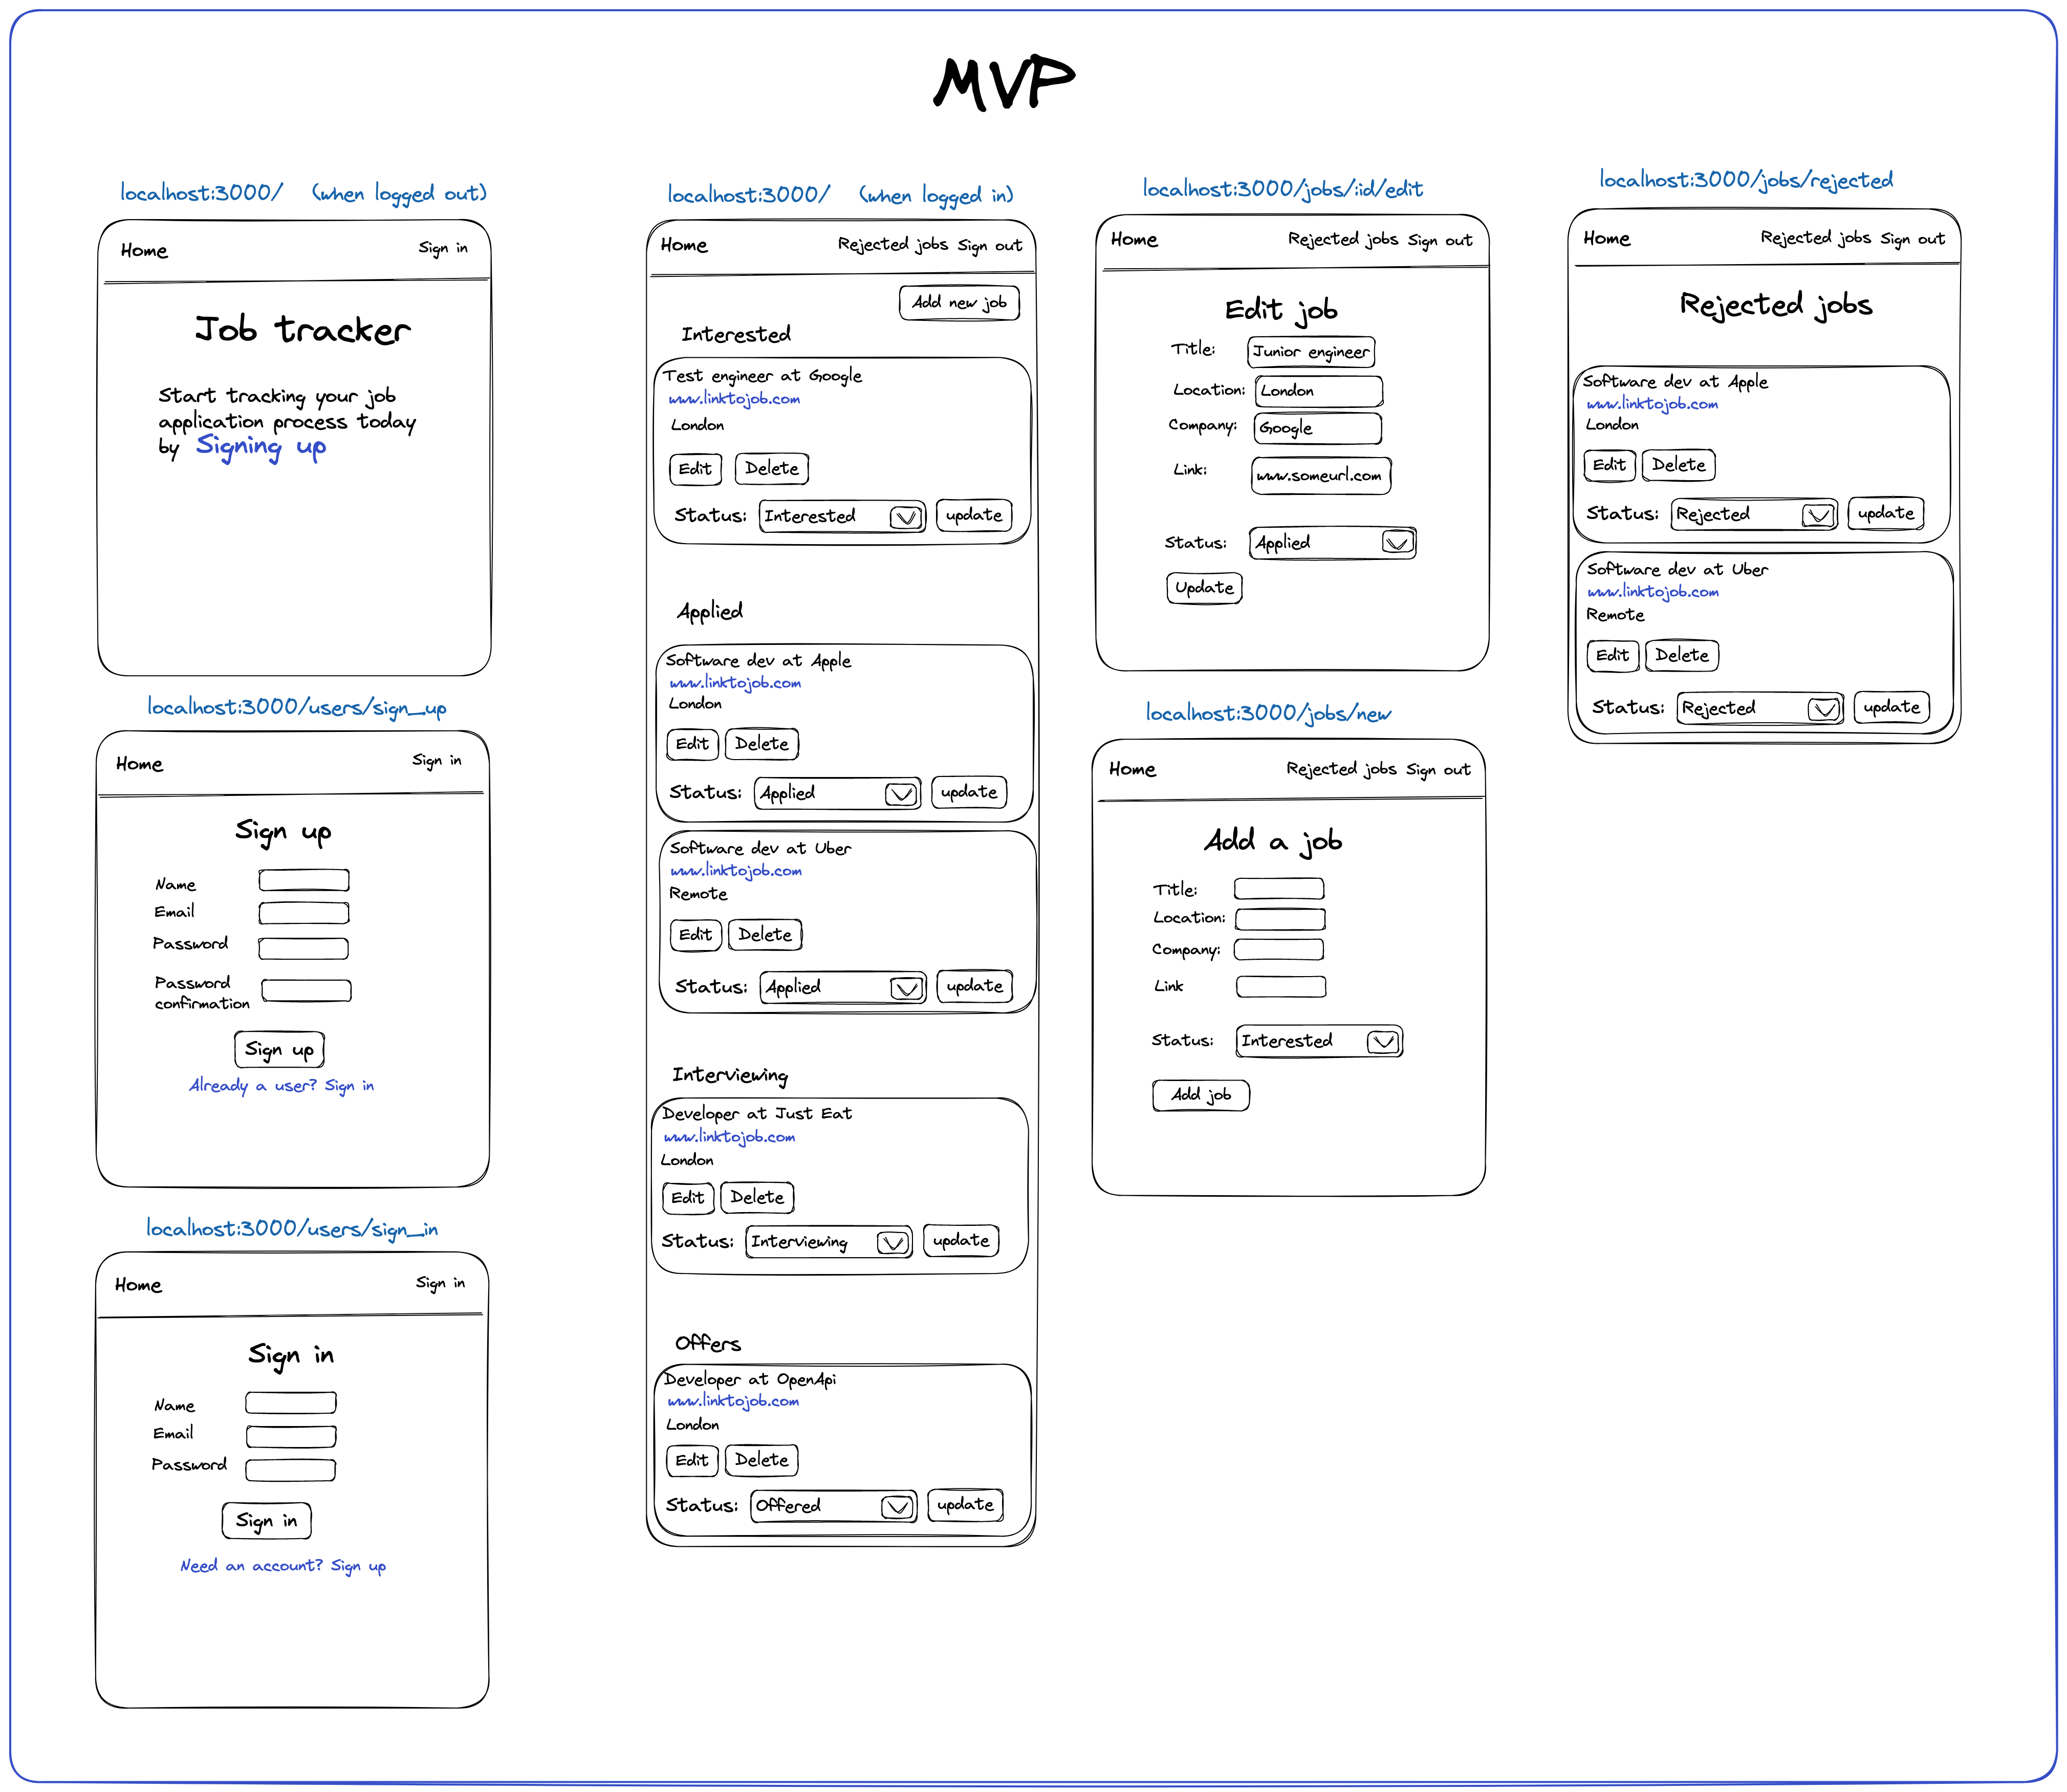 MVP
localhost:3000/ (when logged out)
Home Sign in
Job tracker
Start tracking your job
application process today
by Signing up
localhost:3000/users/sign_up
Home Sign in
Sign up
Name
Email
Password
Password
confirmation
Sign up
Already a user? Sign in
localhost:3000/users/sign_in
Home Sign in
Sign in
Name
Email
Password
Sign in
Need an account? Sign up
localhost:3000/ (when logged in)
Home Rejected jobs Sign out
Add new job
Interested
Test engineer at Google
www.linktojob.com
London
Edit Delete
Status: Interested update
Applied
Software dev at Apple
www.linktojob.com
London
Edit Delete
Status: Applied update
Software dev at Uber
www.linktojob.com
Remote
Edit Delete
Status: Applied update
Interviewing
Developer at Just Eat
www.linktojob.com
London
Edit Delete
Status: Interviewing update
Offers
Developer at OpenApi
www.linktojob.com
London
Edit Delete
Status: Offered update
localhost:3000/jobs/:id/edit
Home Rejected jobs Sign out
Edit job
Title: Junior engineer
Location: London
Company: Google
Link: www.someurl.com
Status: Applied
Update
localhost:3000/jobs/new
Home Rejected jobs Sign out
Add a job
Title:
Location:
Company:
Link
Status: Interested
Add job
localhost:3000/jobs/rejected
Home Rejected jobs Sign out
Rejected jobs
Software dev at Apple
www.linktojob.com
London
Edit Delete
Status: Rejected update
Software dev at Uber
www.linktojob.com
Remote
Edit Delete
Status: Rejected update